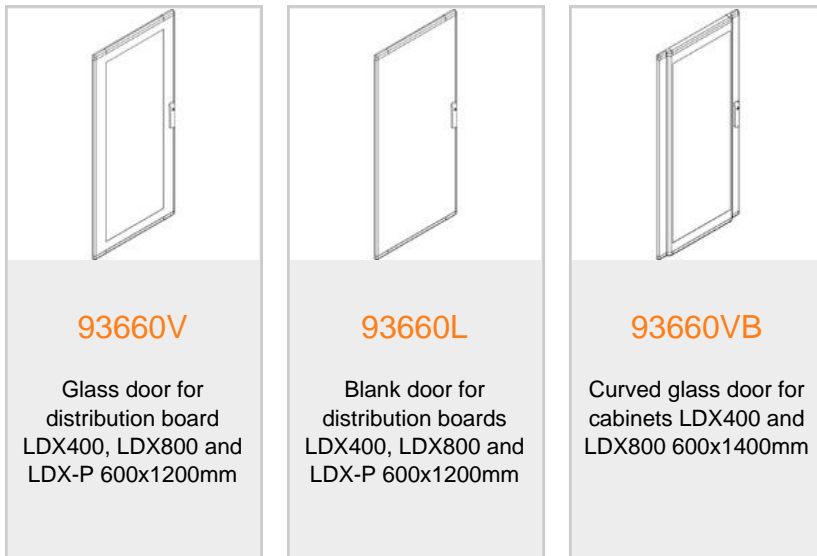 93660V
Glass door for
distribution board
LDX400, LDX800 and
LDX-P 600x1200mm
93660L
Blank door for
distribution boards
LDX400, LDX800 and
LDX-P 600x1200mm
93660VB
Curved glass door for
cabinets LDX400 and
LDX800 600x1400mm